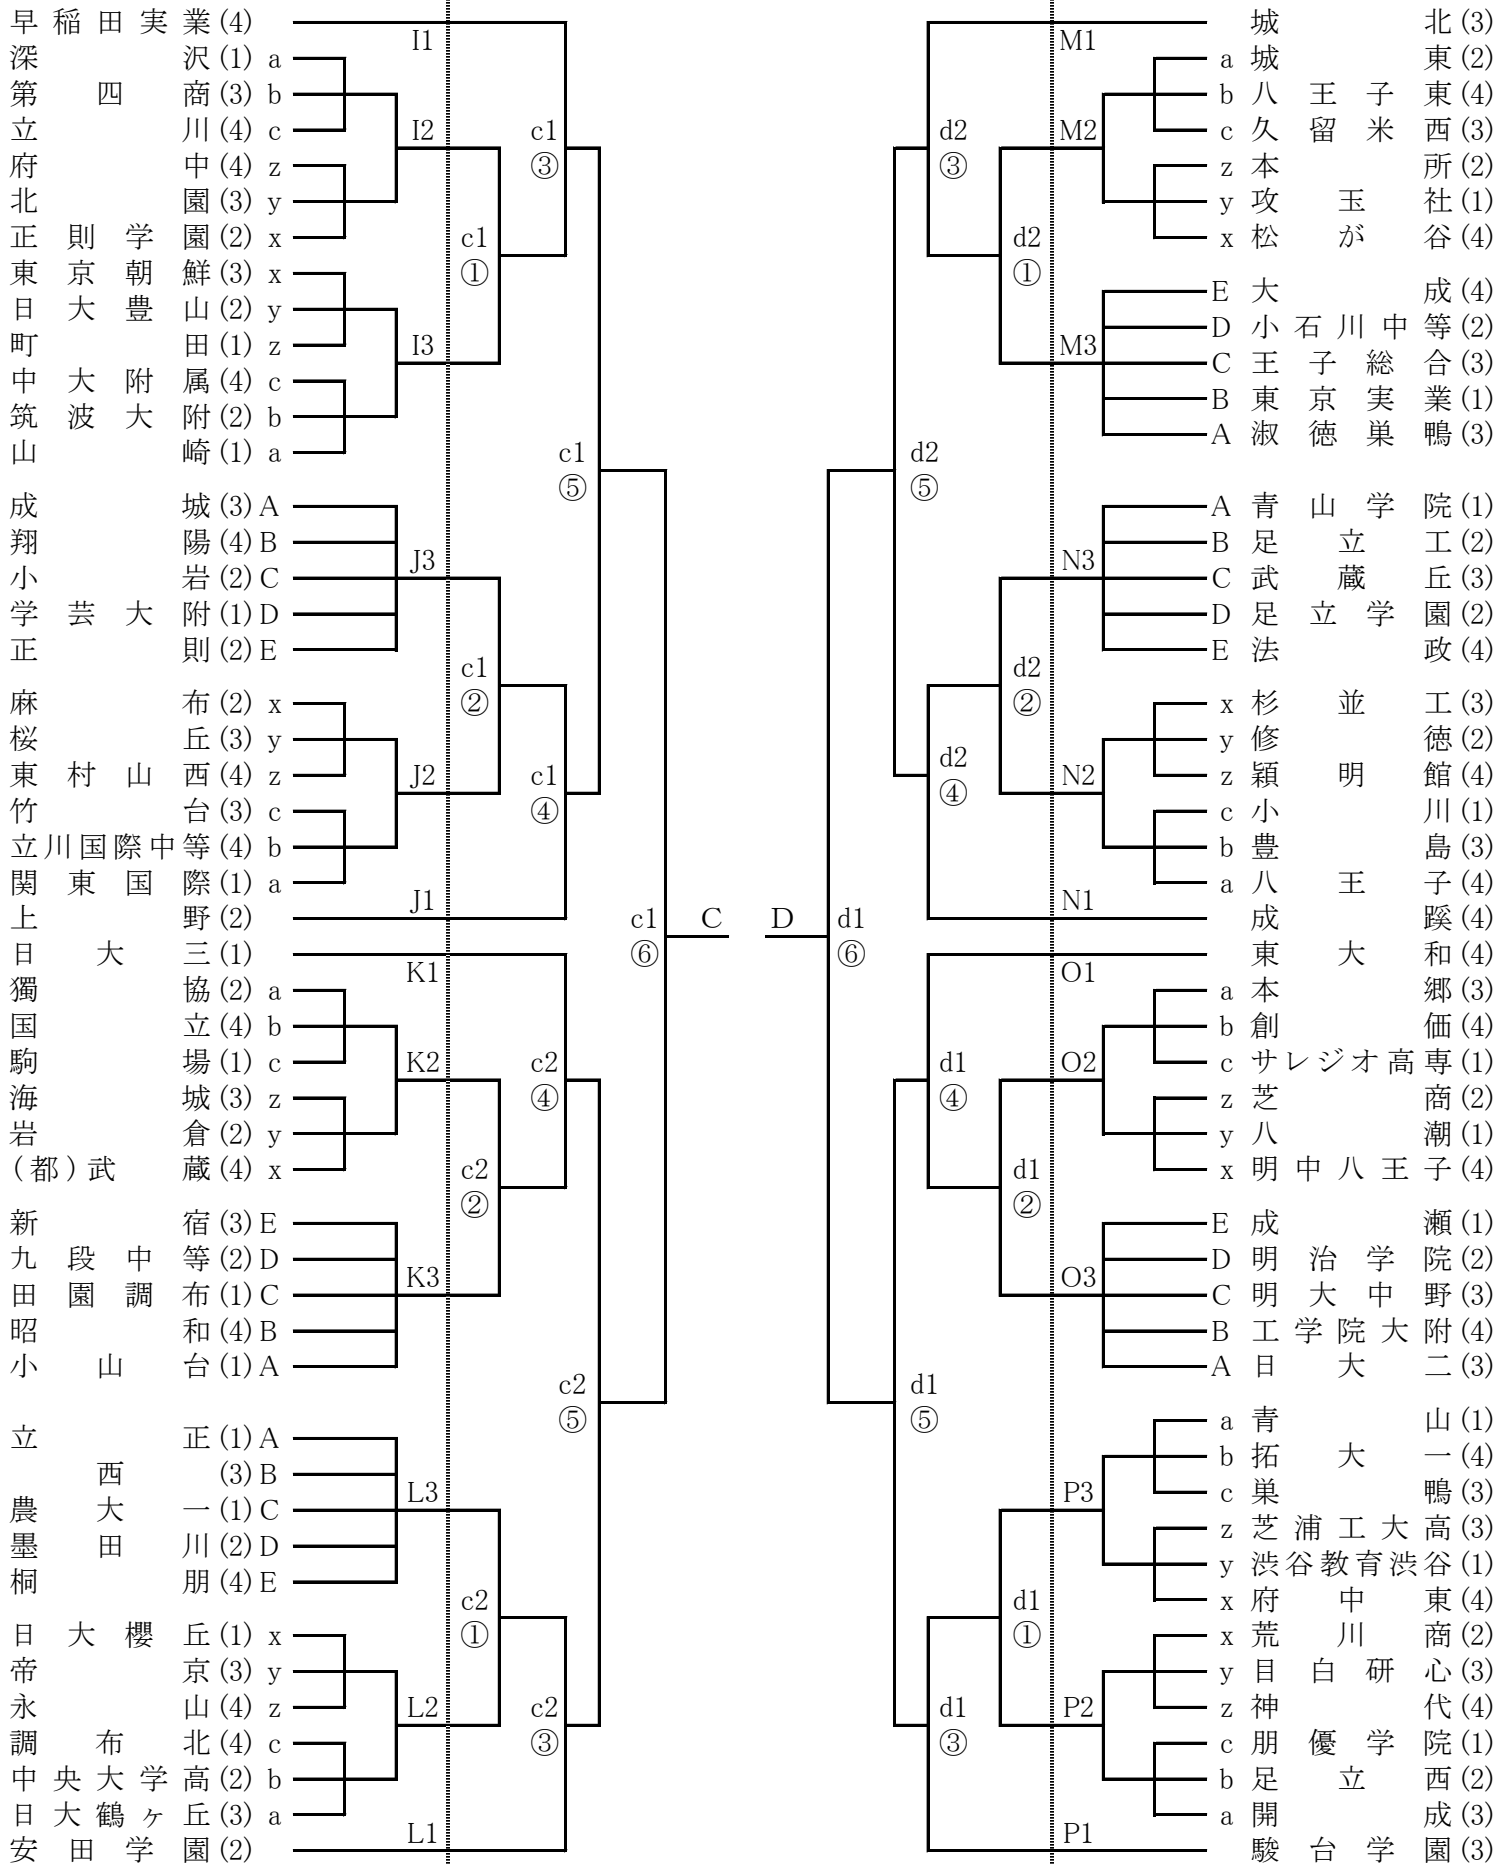 早稲田実業(4)
深沢(1) a
第四商(3) b
立川(4) c
府中(4) z
北園(3) y
正則学園(2) x
東京朝鮮(3) x
日大豊山(2) y
町田(1) z
中大附属(4) c
筑波大附(2) b
山崎(1) a
成城(3) A
翔陽(4) B
小岩(2) C
学芸大附(1) D
正則(2) E
麻布(2) x
桜丘(3) y
東村山西(4) z
竹台(3) c
立川国際中等(4) b
関東国際(1) a
上野(2)
日大三(1)
獨協(2) a
国立(4) b
駒場(1) c
海城(3) z
岩倉(2) y
(都)武蔵(4) x
新宿(3) E
九段中等(2) D
田園調布(1) C
昭和(4) B
小山台(1) A
立正(1) A
西(3) B
農大一(1) C
墨田川(2) D
桐朋(4) E
日大櫻丘(1) x
帝京(3) y
永山(4) z
調布北(4) c
中央大学高(2) b
日大鶴ヶ丘(3) a
安田学園(2)
I1
I2
I3
J3
J2
J1
K1
K2
K3
L3
L2
L1
c1
①
c1
②
c2
②
c2
①
c1
③
c1
④
c2
④
c2
③
c1
⑤
c2
⑤
c1
⑥
C
D
d1
⑥
d2
⑤
d1
⑤
d2
③
d2
④
d1
④
d1
③
d2
①
d2
②
d1
②
d1
①
M1
M2
M3
N3
N2
N1
O1
O2
O3
P3
P2
P1
城北(3)
a 城東(2)
b 八王子東(4)
c 久留米西(3)
z 本所(2)
y 攻玉社(1)
x 松が谷(4)
E 大成(4)
D 小石川中等(2)
C 王子総合(3)
B 東京実業(1)
A 淑徳巣鴨(3)
A 青山学院(1)
B 足立工(2)
C 武蔵丘(3)
D 足立学園(2)
E 法政(4)
x 杉並工(3)
y 修徳(2)
z 穎明館(4)
c 小川(1)
b 豊島(3)
a 八王子(4)
成蹊(4)
東大和(4)
a 本郷(3)
b 創価(4)
c サレジオ高専(1)
z 芝商(2)
y 八潮(1)
x 明中八王子(4)
E 成瀬(1)
D 明治学院(2)
C 明大中野(3)
B 工学院大附(4)
A 日大二(3)
a 青山(1)
b 拓大一(4)
c 巣鴨(3)
z 芝浦工大高(3)
y 渋谷教育渋谷(1)
x 府中東(4)
x 荒川商(2)
y 目白研心(3)
z 神代(4)
c 朋優学院(1)
b 足立西(2)
a 開成(3)
駿台学園(3)